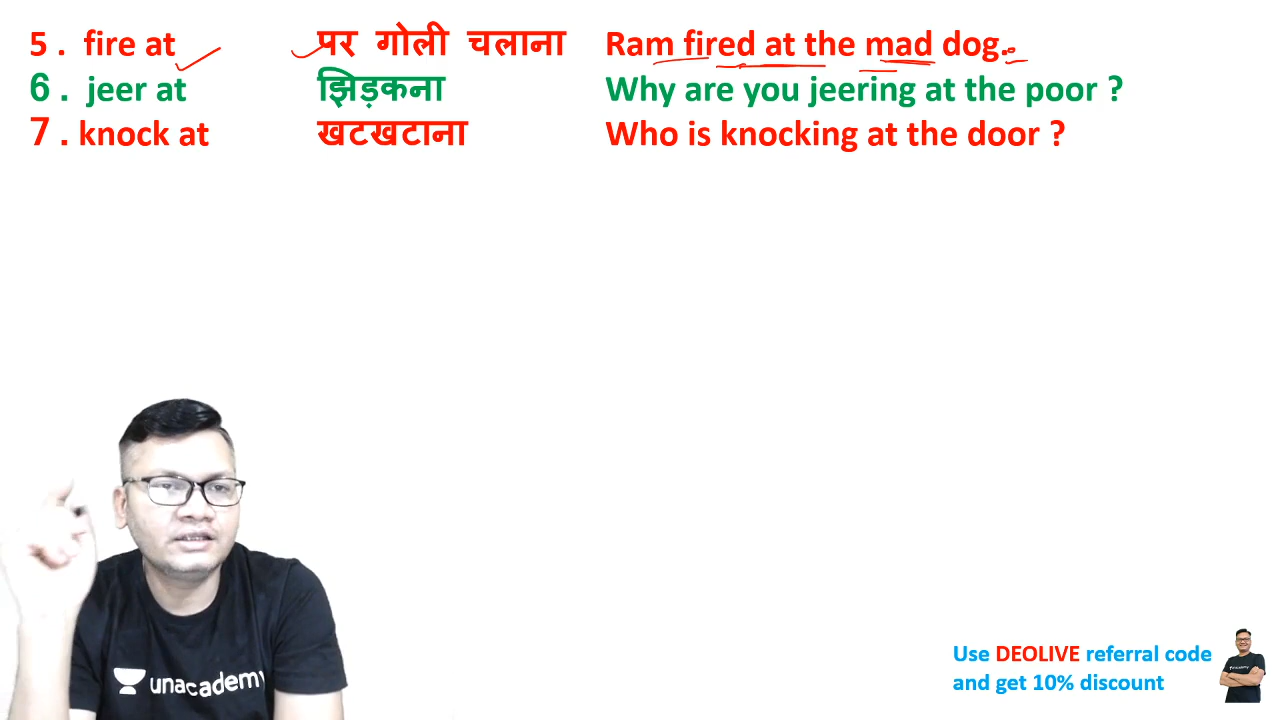 5 . fire at पर गोली चलाना Ram fired at the mad dog.
6 . jeer at झिड़कना Why are you jeering at the poor ?
7 . knock at खटखटाना Who is knocking at the door ?
unacademy
Use DEOLIVE referral code
and get 10% discount
unacademy